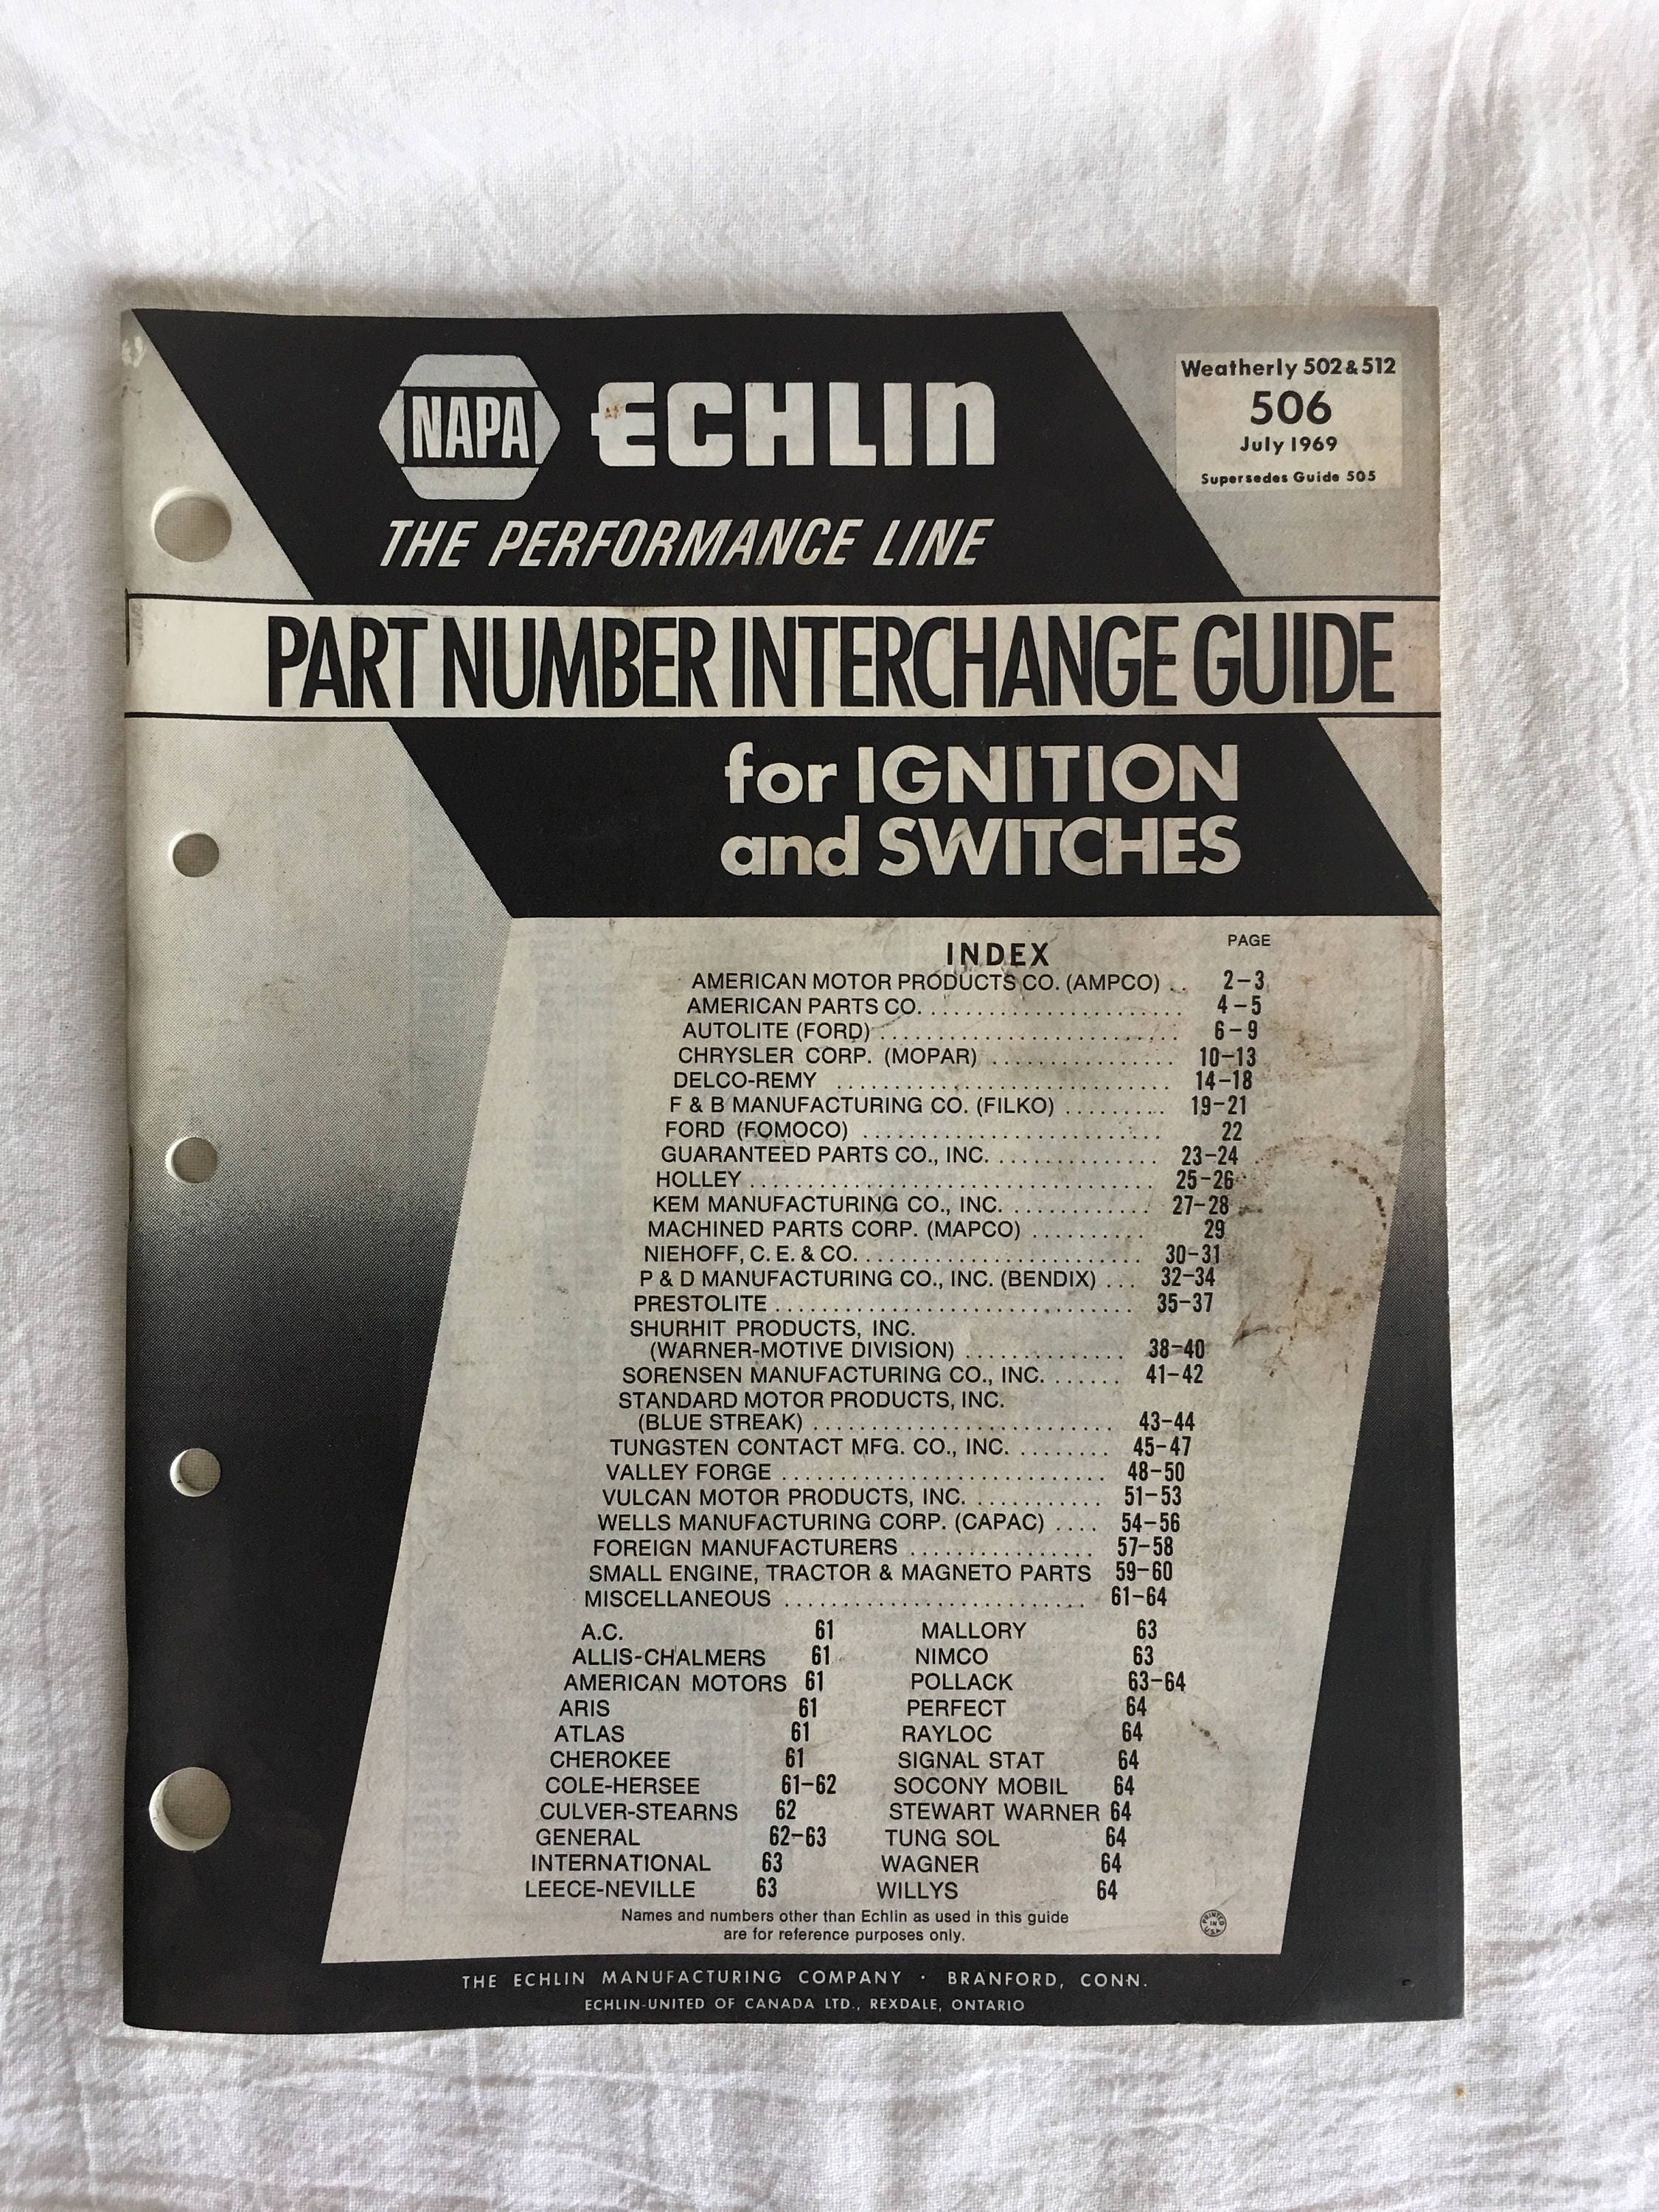 NAPA ECHLIN
THE PERFORMANCE LINE
Weatherly 502 & 512
506
July 1969
Supersedes Guide 505
PART NUMBER INTERCHANGE GUIDE
for IGNITION
and SWITCHES
INDEX
PAGE
AMERICAN MOTOR PRODUCTS CO. (AMPCO) .. 2-3
AMERICAN PARTS CO. ...................... 4-5
AUTOLITE (FORD) ......................... 6-9
CHRYSLER CORP. (MOPAR) ................ 10-13
DELCO-REMY ............................. 14-18
F & B MANUFACTURING CO. (FILKO) ......... 19-21
FORD (FOMOCO) .......................... 22
GUARANTEED PARTS CO., INC. .............. 23-24
HOLLEY ................................... 25-26
KEM MANUFACTURING CO., INC. ............. 27-28
MACHINED PARTS CORP. (MAPCO) .......... 29
NIEHOFF, C. E. & CO. ........................ 30-31
P & D MANUFACTURING CO., INC. (BENDIX) ... 32-34
PRESTOLITE ............................... 35-37
SHURHIT PRODUCTS, INC.
(WARNER-MOTIVE DIVISION) .............. 38-40
SORENSEN MANUFACTURING CO., INC. ....... 41-42
STANDARD MOTOR PRODUCTS, INC.
(BLUE STREAK) .......................... 43-44
TUNGSTEN CONTACT MFG. CO., INC. ........ 45-47
VALLEY FORGE ............................ 48-50
VULCAN MOTOR PRODUCTS, INC. ............ 51-53
WELLS MANUFACTURING CORP. (CAPAC) .... 54-56
FOREIGN MANUFACTURERS ................ 57-58
SMALL ENGINE, TRACTOR & MAGNETO PARTS 59-60
MISCELLANEOUS .......................... 61-64
A.C. 61 MALLORY 63
ALLIS-CHALMERS 61 NIMCO 63
AMERICAN MOTORS 61 POLLACK 63-64
ARIS 61 PERFECT 64
ATLAS 61 RAYLOC 64
CHEROKEE 61 SIGNAL STAT 64
COLE-HERSEE 61-62 SOCONY MOBIL 64
CULVER-STEARNS 62 STEWART WARNER 64
GENERAL 62-63 TUNG SOL 64
INTERNATIONAL 63 WAGNER 64
LEECE-NEVILLE 63 WILLYS 64
Names and numbers other than Echlin as used in this guide
are for reference purposes only.
PRINTED IN USA
THE ECHLIN MANUFACTURING COMPANY · BRANFORD, CONN.
ECHLIN-UNITED OF CANADA LTD., REXDALE, ONTARIO